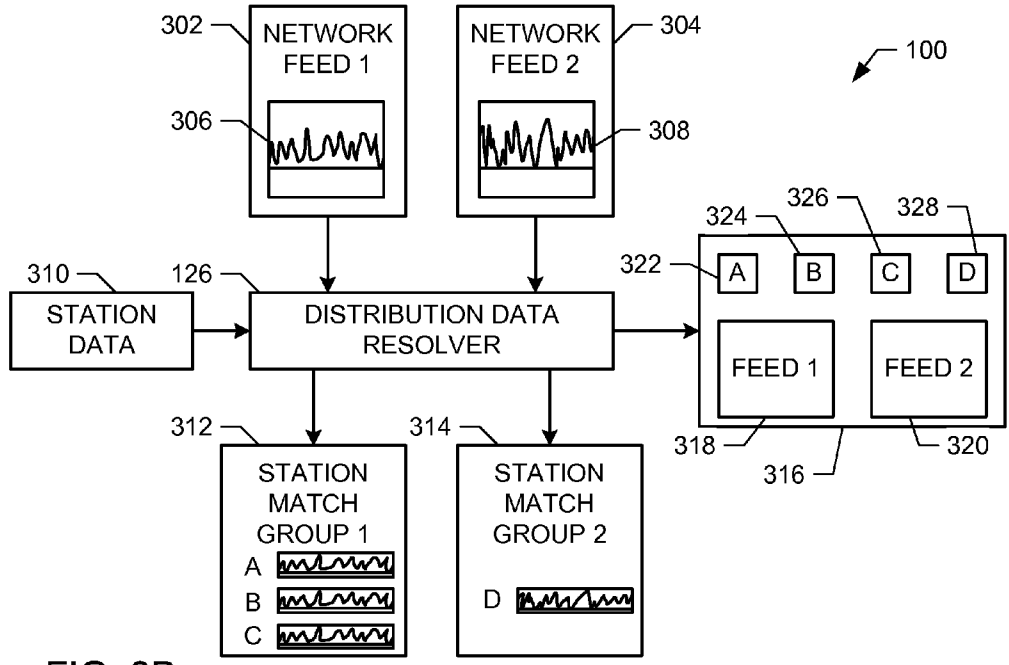 302
NETWORK
FEED 1
306
NETWORK
FEED 2
304
308
100
310
STATION
DATA
126
DISTRIBUTION DATA
RESOLVER
322
324
326
328
A
B
C
D
FEED 1
FEED 2
318
316
320
312
STATION
MATCH
GROUP 1
A
B
C
314
STATION
MATCH
GROUP 2
D